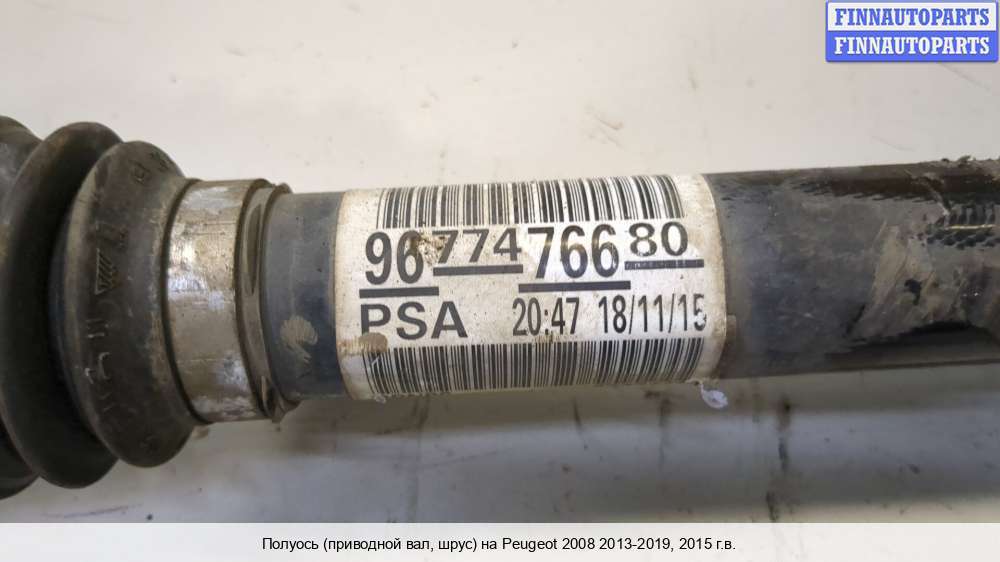 FINNAUTOPARTS
FINNAUTOPARTS
96 774 766 80
PSA 20:47 18/11/15
Полуось (приводной вал, шрус) на Peugeot 2008 2013-2019, 2015 г.в.